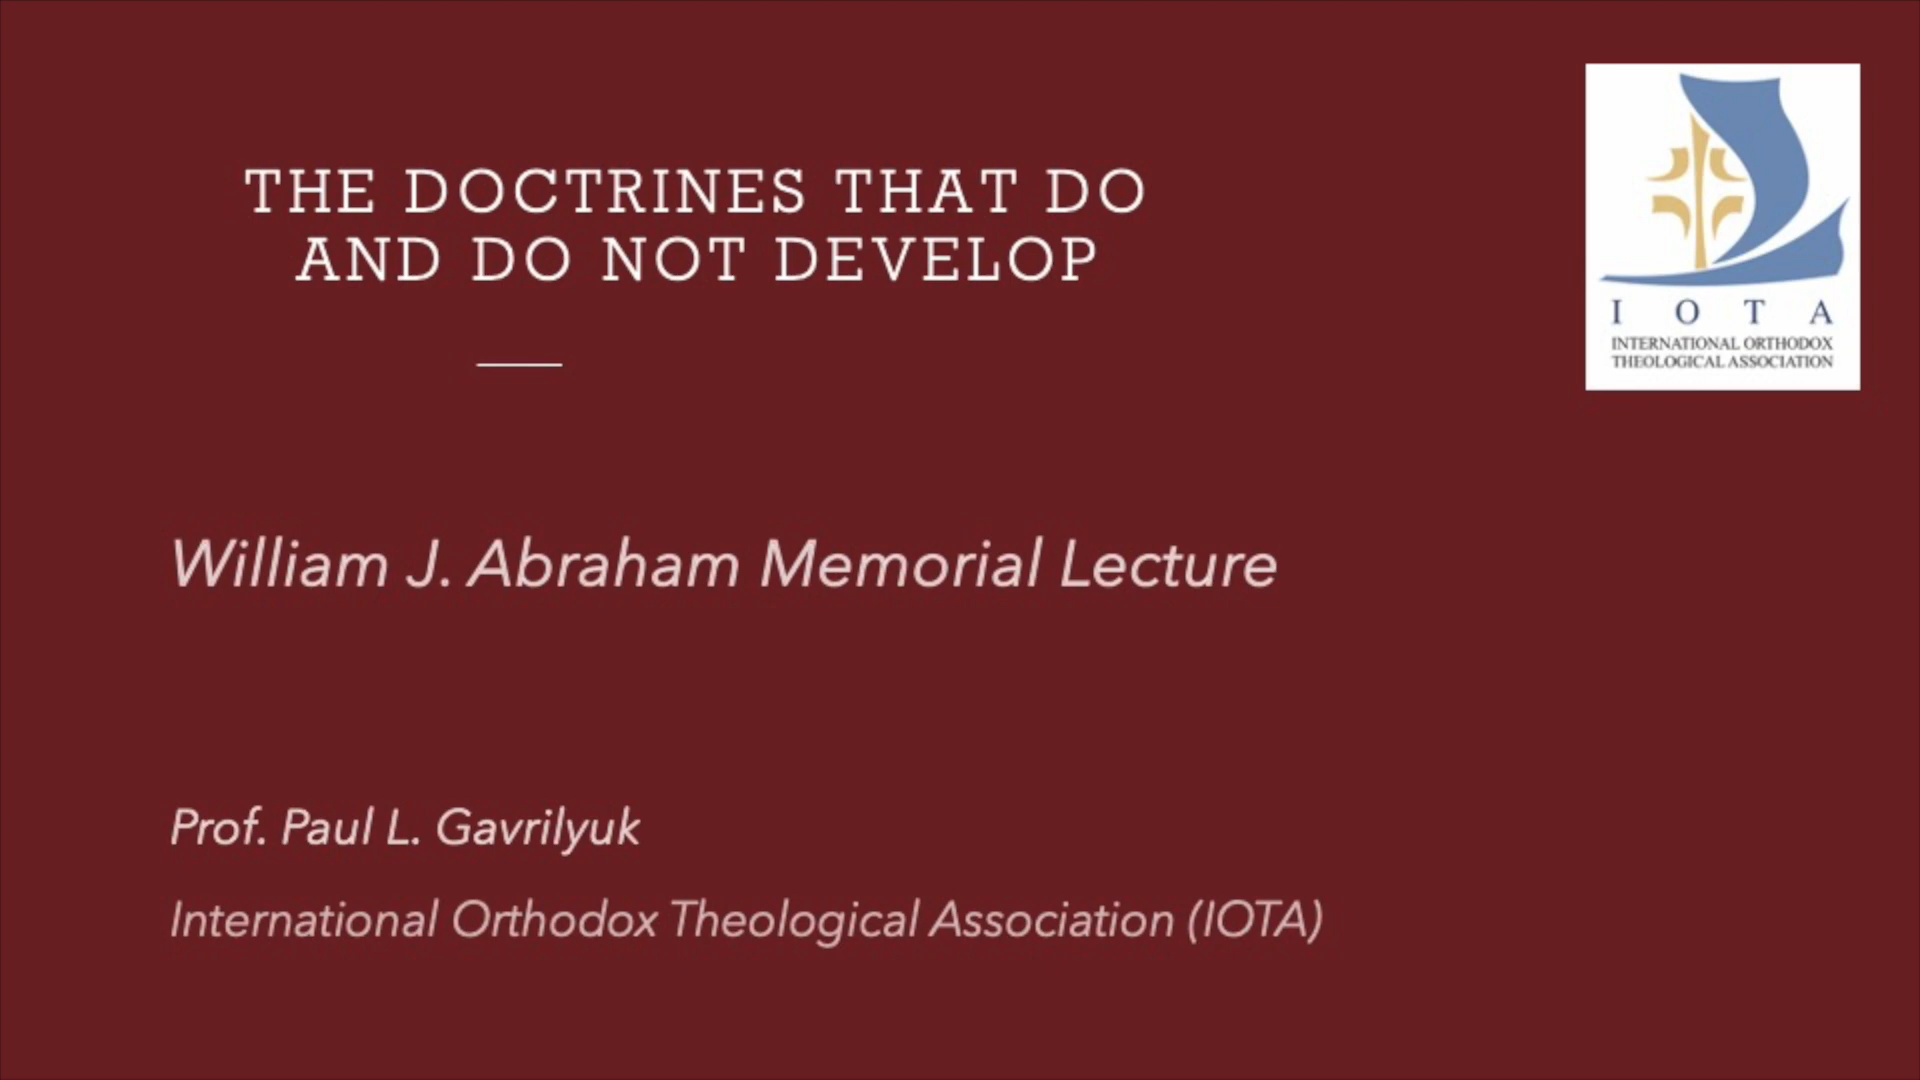 THE DOCTRINES THAT DO
AND DO NOT DEVELOP
I O T A
INTERNATIONAL ORTHODOX
THEOLOGICAL ASSOCIATION
William J. Abraham Memorial Lecture
Prof. Paul L. Gavrilyuk
International Orthodox Theological Association (IOTA)